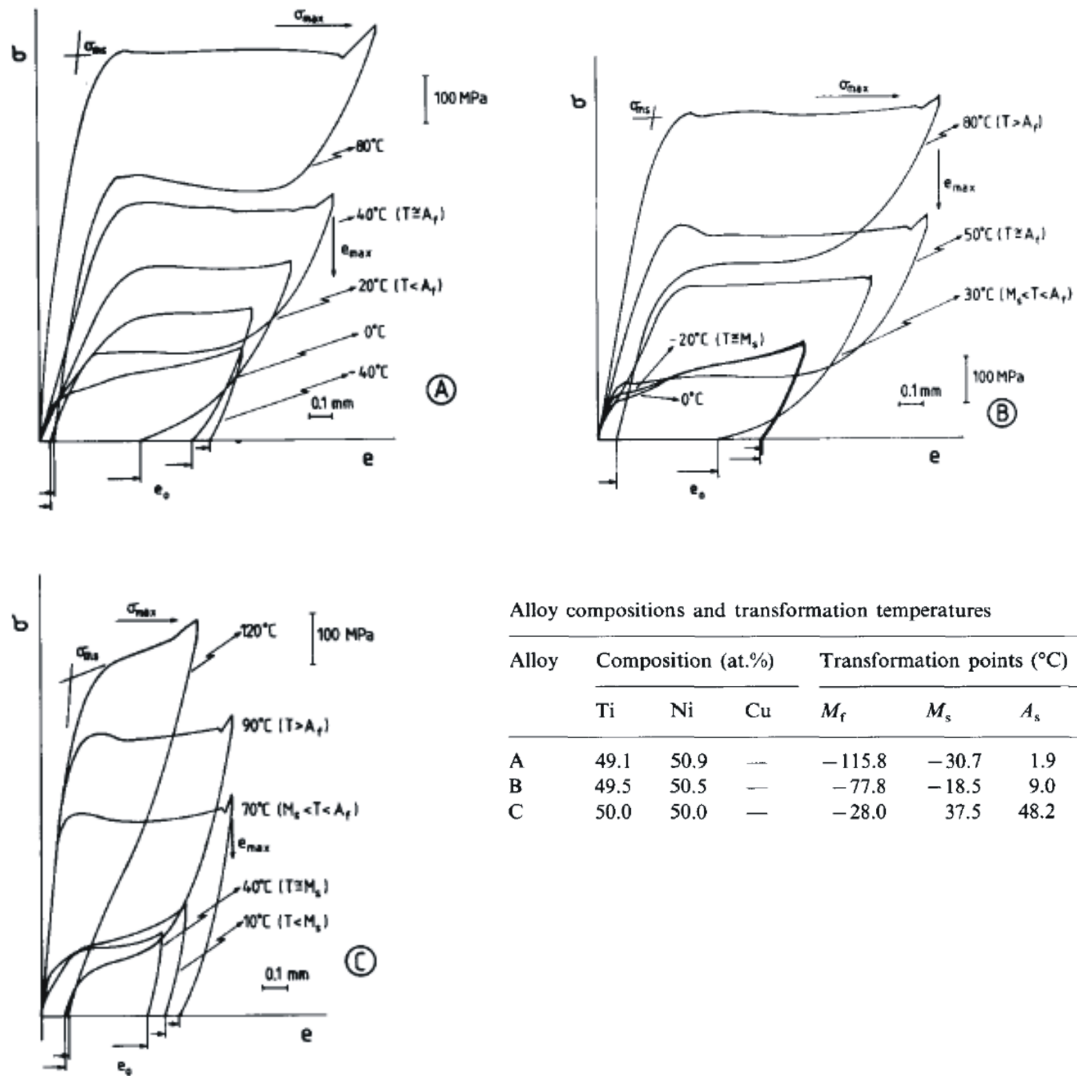 σmax
σ
σms
100 MPa
80°C
40°C (T≅Af)
emax
20°C (T<Af)
0°C
-40°C
0.1 mm
A
e
eo
σmax
σ
σms
80°C (T>Af)
emax
50°C (T≅Af)
30°C (Ms<T<Af)
-20°C (T≅Ms)
0°C
0.1 mm
100 MPa
B
e
eo
σmax
σ
σms
100 MPa
120°C
90°C (T>Af)
70°C (Ms<T<Af)
emax
40°C (T≅Ms)
10°C (T<Ms)
0.1 mm
C
e
eo
Alloy compositions and transformation temperatures
Alloy Composition (at.%) Transformation points (°C)
Ti Ni Cu Mf Ms As
A 49.1 50.9 — −115.8 −30.7 1.9
B 49.5 50.5 — −77.8 −18.5 9.0
C 50.0 50.0 — −28.0 37.5 48.2